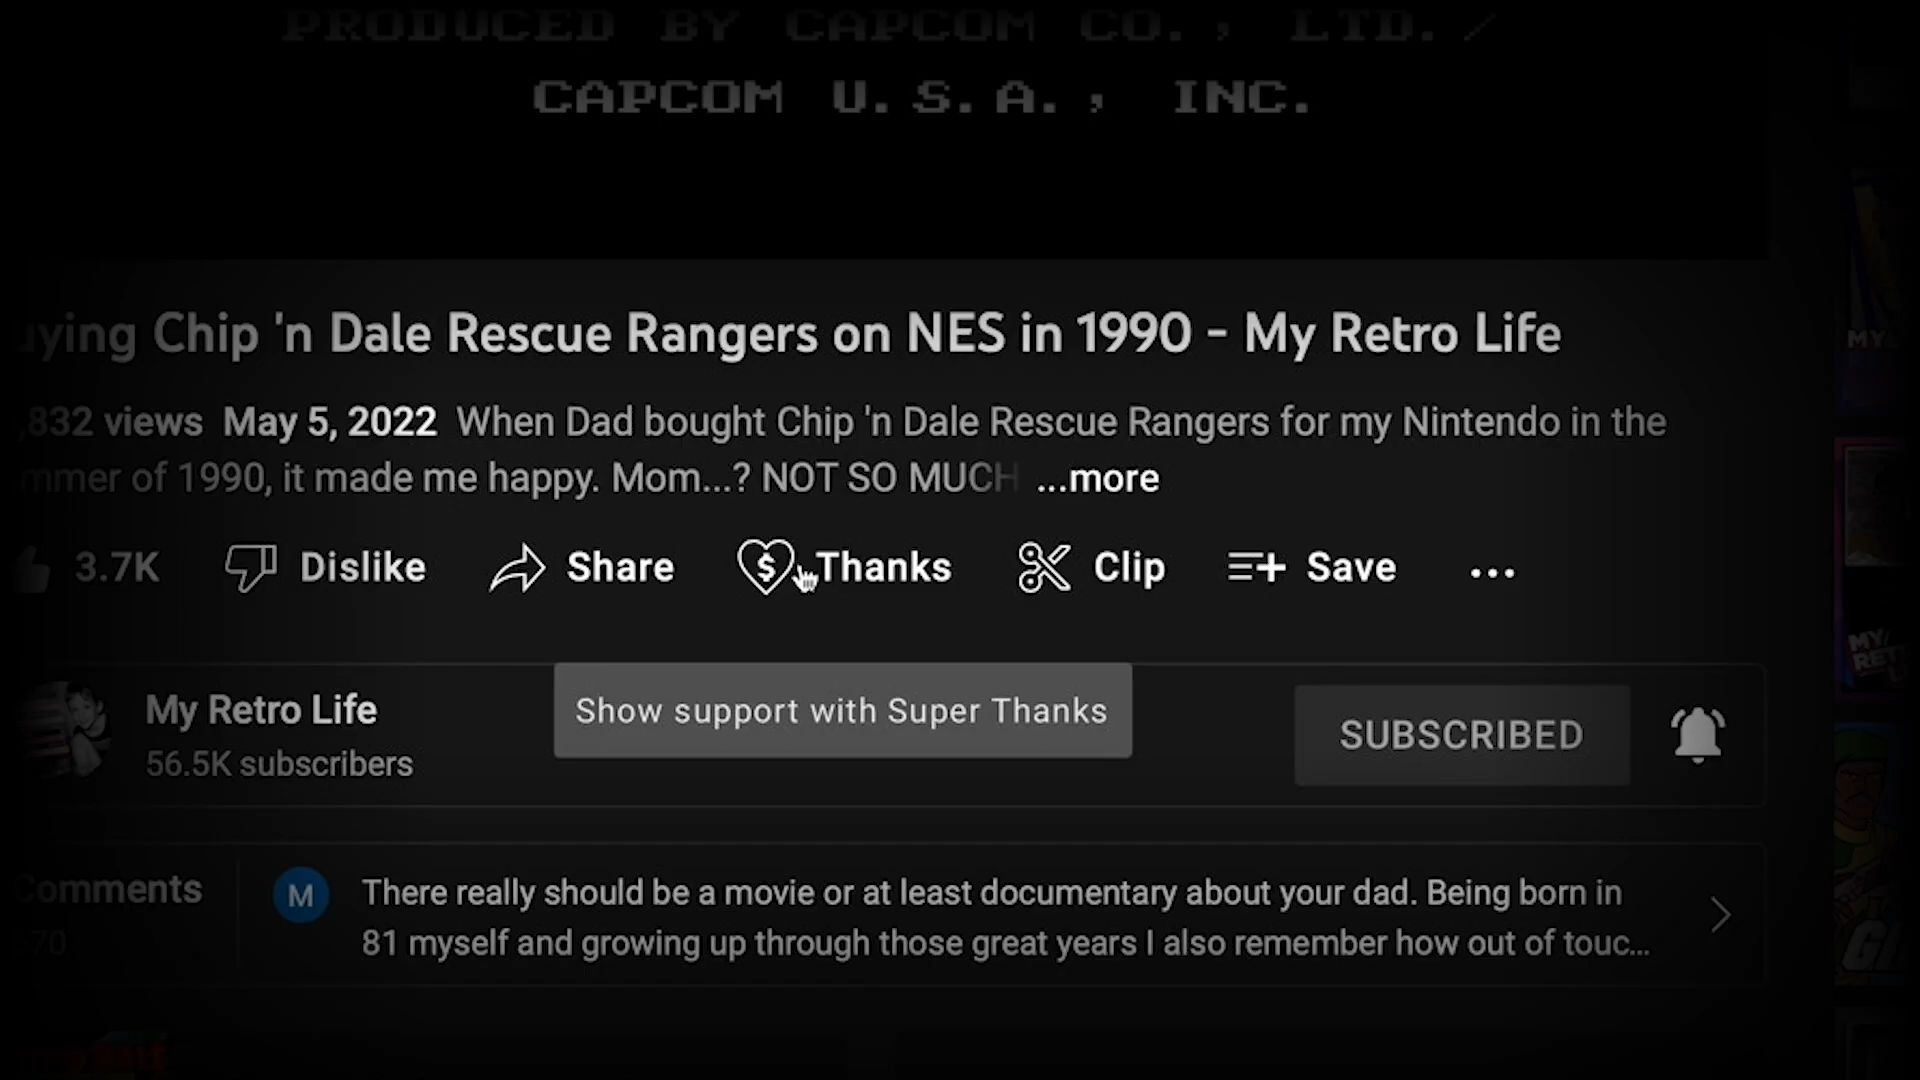 PRODUCED BY CAPCOM CO., LTD./
CAPCOM U.S.A., INC.
uying Chip 'n Dale Rescue Rangers on NES in 1990 - My Retro Life
,832 views May 5, 2022 When Dad bought Chip 'n Dale Rescue Rangers for my Nintendo in the
mmer of 1990, it made me happy. Mom...? NOT SO MUCH ...more
3.7K Dislike Share Thanks Clip Save
My Retro Life
56.5K subscribers
Show support with Super Thanks
SUBSCRIBED
Comments
70
M
There really should be a movie or at least documentary about your dad. Being born in
81 myself and growing up through those great years I also remember how out of touc...
MY
MY
RET